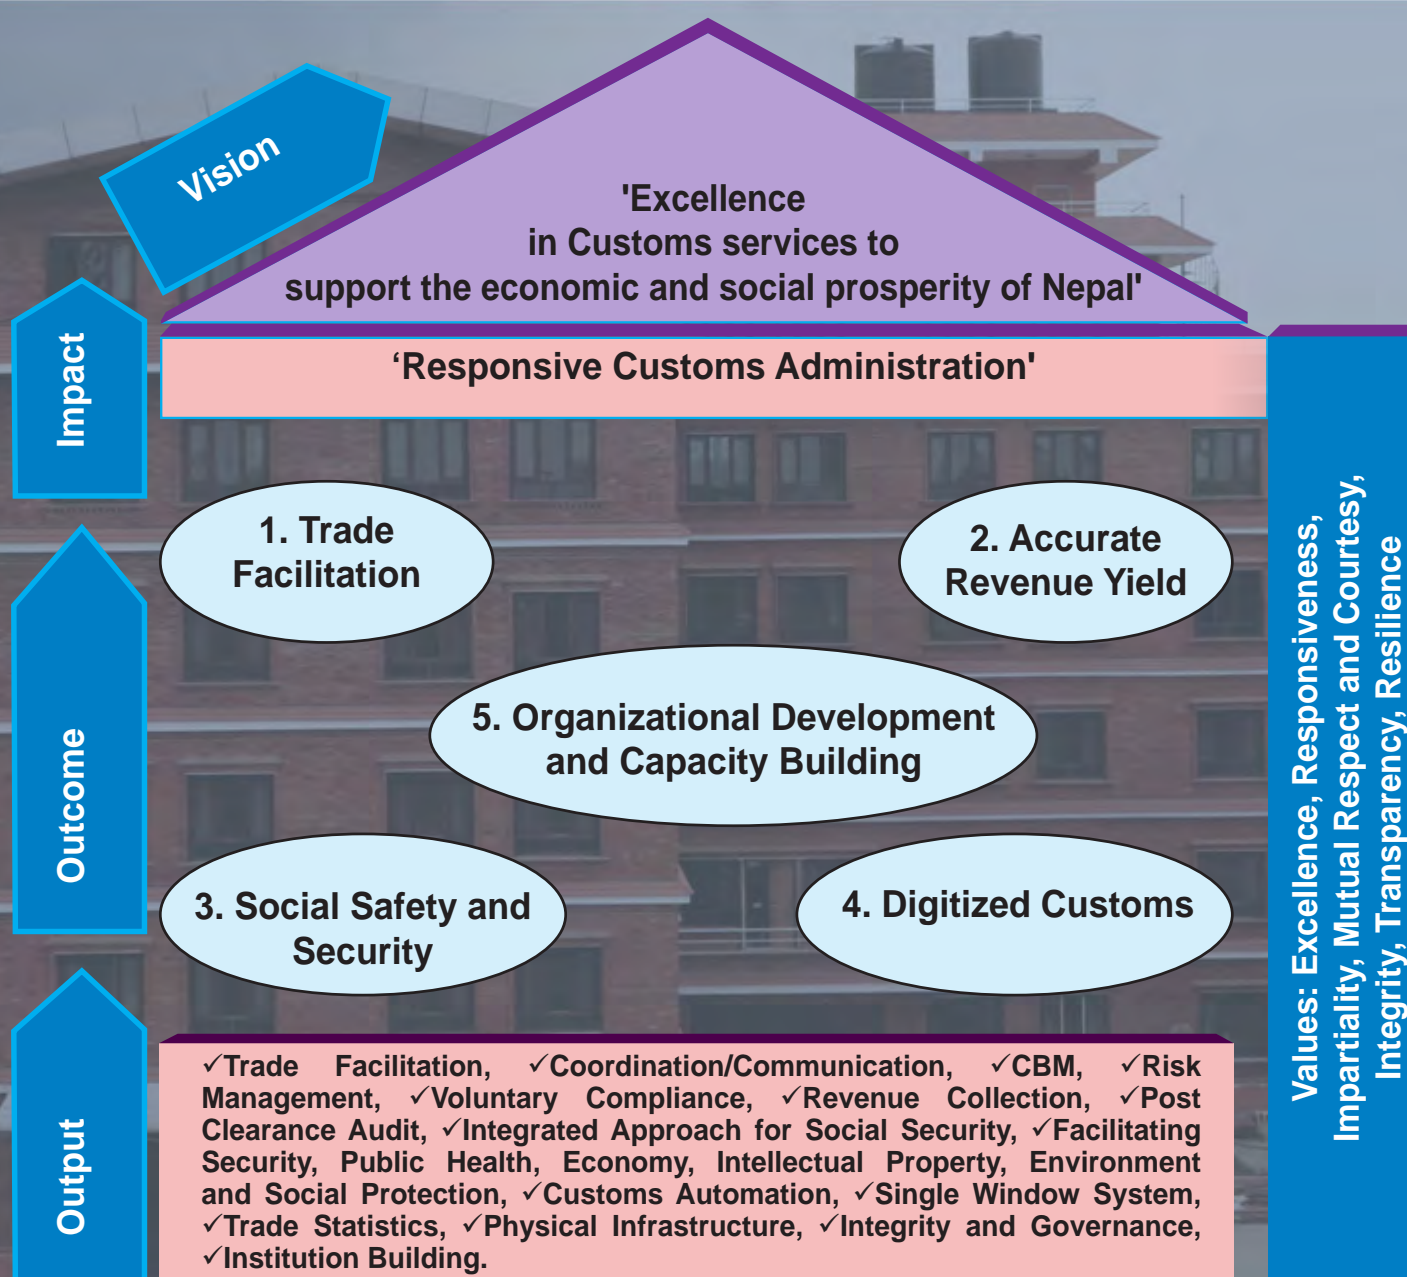 Vision
'Excellence
in Customs services to
support the economic and social prosperity of Nepal'
Impact
‘Responsive Customs Administration'
1. Trade
Facilitation
2. Accurate
Revenue Yield
5. Organizational Development
and Capacity Building
Outcome
3. Social Safety and
Security
4. Digitized Customs
Output
✓Trade Facilitation, ✓Coordination/Communication, ✓CBM, ✓Risk
Management, ✓Voluntary Compliance, ✓Revenue Collection, ✓Post
Clearance Audit, ✓Integrated Approach for Social Security, ✓Facilitating
Security, Public Health, Economy, Intellectual Property, Environment
and Social Protection, ✓Customs Automation, ✓Single Window System,
✓Trade Statistics, ✓Physical Infrastructure, ✓Integrity and Governance,
✓Institution Building.
Values: Excellence, Responsiveness,
Impartiality, Mutual Respect and Courtesy,
Integrity, Transparency, Resilience